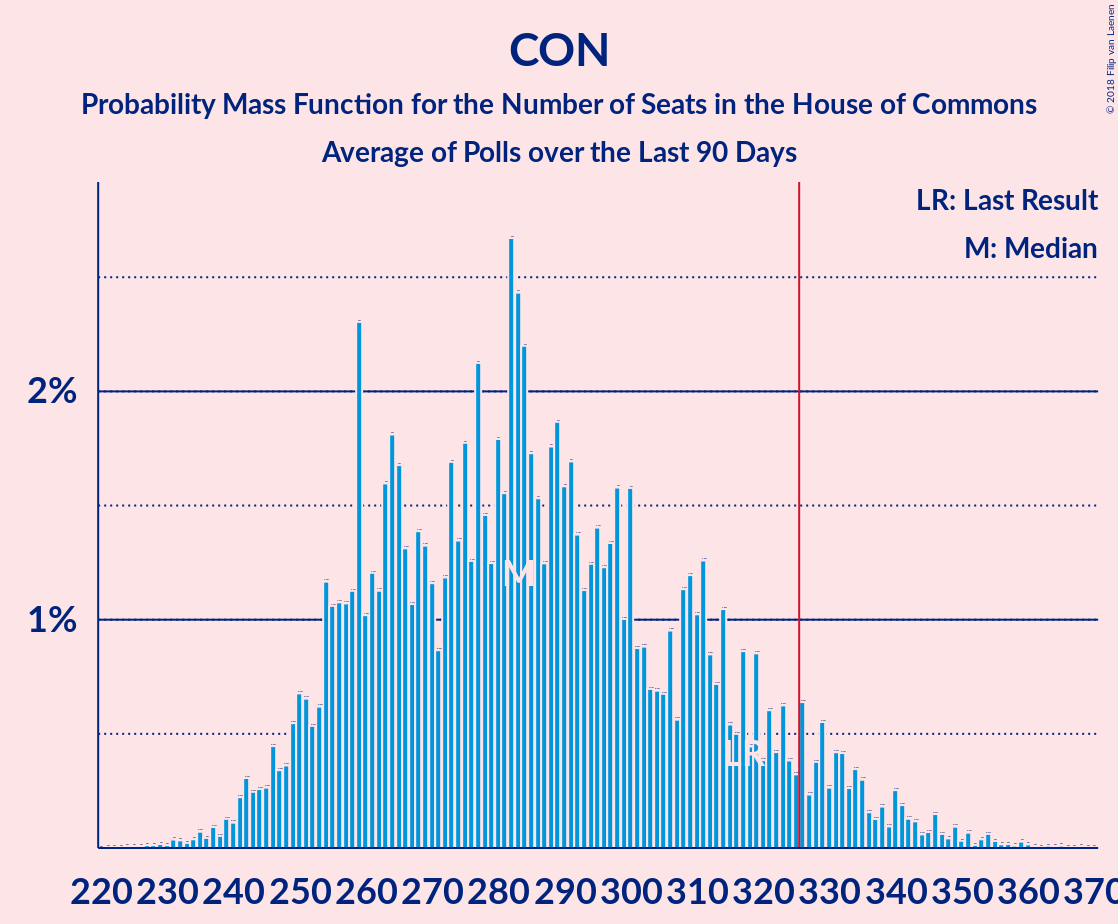 CON
Probability Mass Function for the Number of Seats in the House of Commons
Average of Polls over the Last 90 Days
© 2018 Filip van Laenen
LR: Last Result
M: Median
2%
1%
M
LR
220 230 240 250 260 270 280 290 300 310 320 330 340 350 360 370